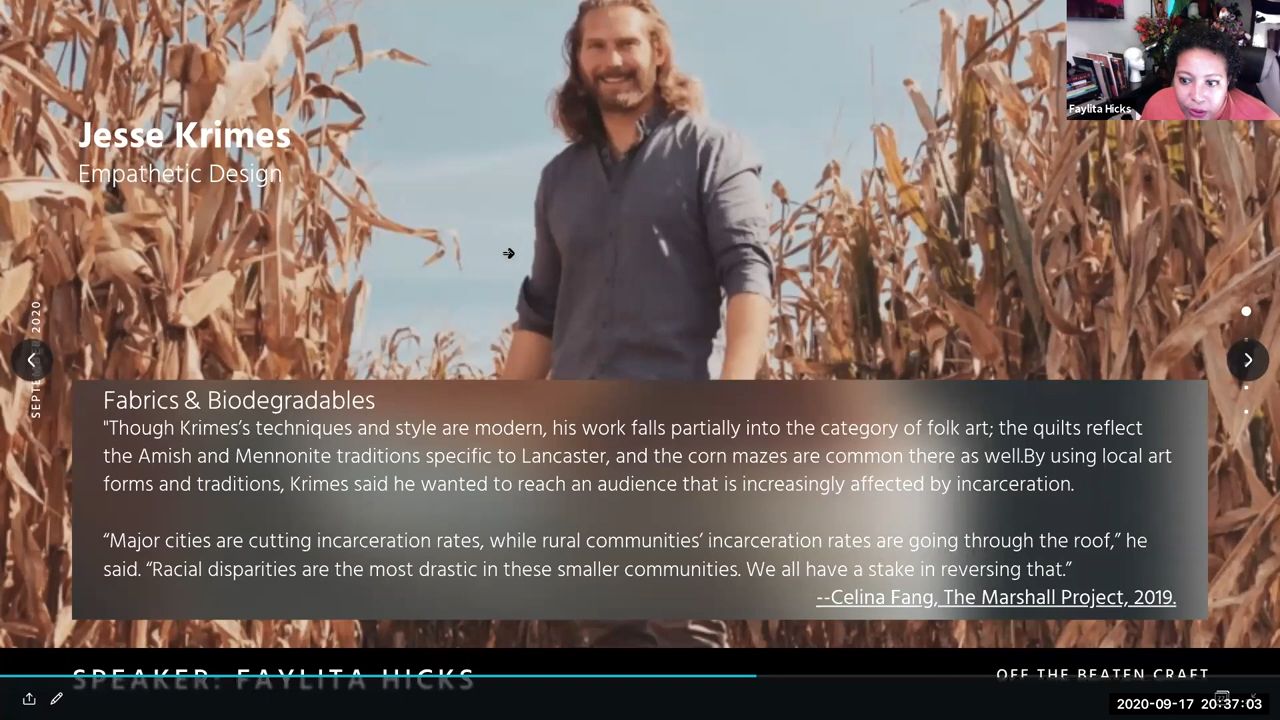 Jesse Krimes
Empathetic Design
Faylita Hicks
2020
Fabrics & Biodegradables
"Though Krimes’s techniques and style are modern, his work falls partially into the category of folk art; the quilts reflect
the Amish and Mennonite traditions specific to Lancaster, and the corn mazes are common there as well.By using local art
forms and traditions, Krimes said he wanted to reach an audience that is increasingly affected by incarceration.
“Major cities are cutting incarceration rates, while rural communities’ incarceration rates are going through the roof,” he
said. “Racial disparities are the most drastic in these smaller communities. We all have a stake in reversing that.”
--Celina Fang, The Marshall Project, 2019.
SPEAKER: FAYLITA HICKS
OFF THE BEATEN CRAFT
2020-09-17 20:37:03